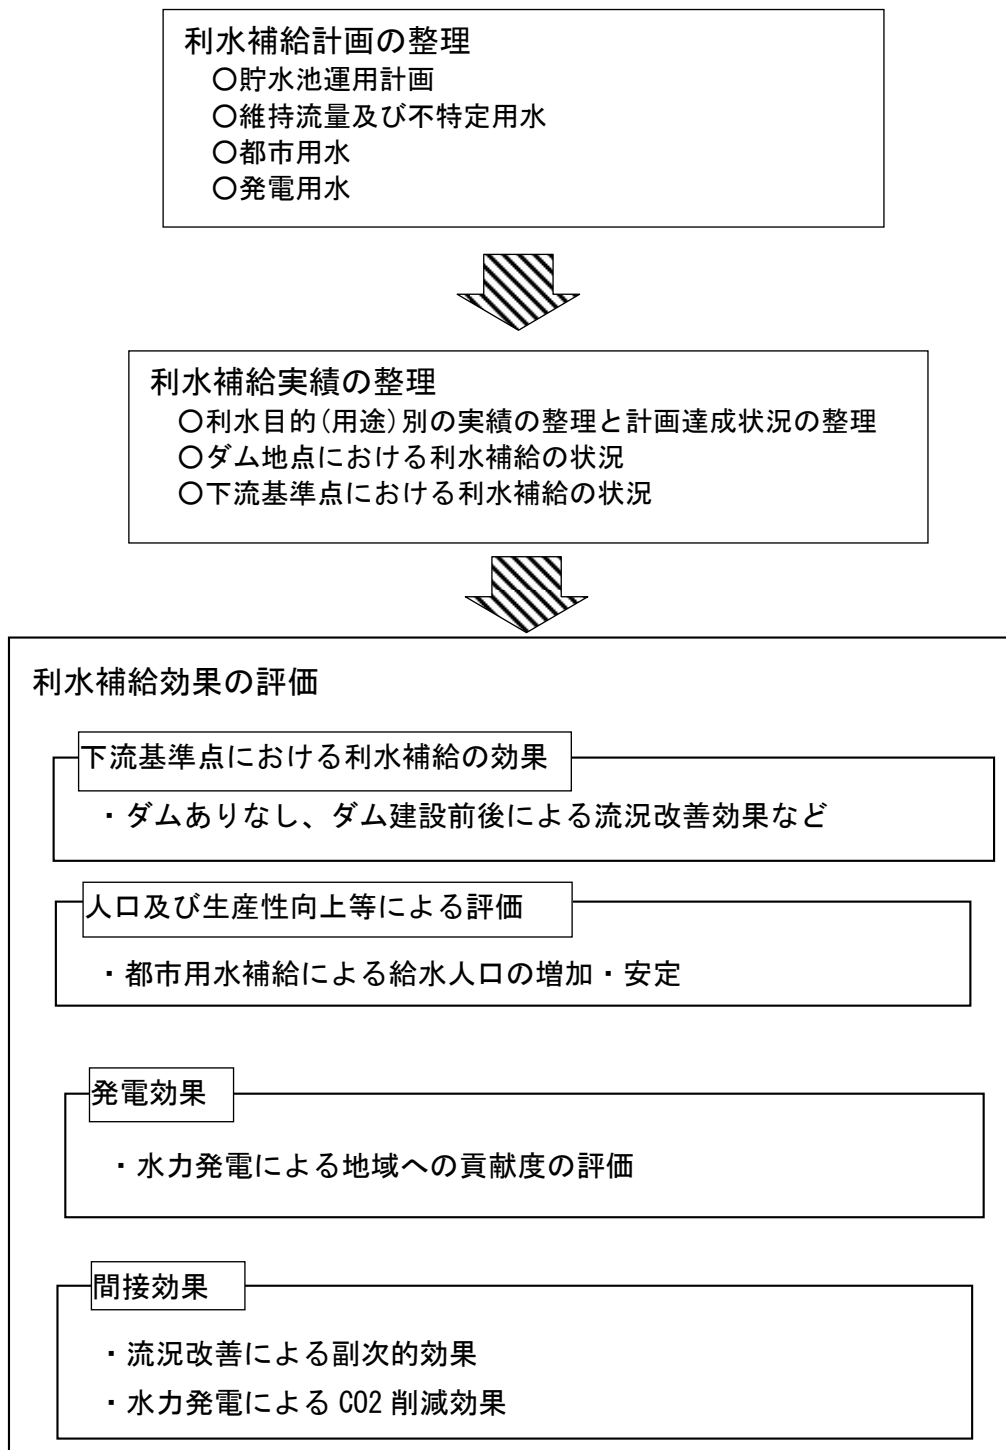 利水補給計画の整理
〇貯水池運用計画
〇維持流量及び不特定用水
〇都市用水
〇発電用水
利水補給実績の整理
〇利水目的(用途)別の実績の整理と計画達成状況の整理
〇ダム地点における利水補給の状況
〇下流基準点における利水補給の状況
利水補給効果の評価
下流基準点における利水補給の効果
・ダムありなし、ダム建設前後による流況改善効果など
人口及び生産性向上等による評価
・都市用水補給による給水人口の増加・安定
発電効果
・水力発電による地域への貢献度の評価
間接効果
・流況改善による副次的効果
・水力発電による CO2 削減効果